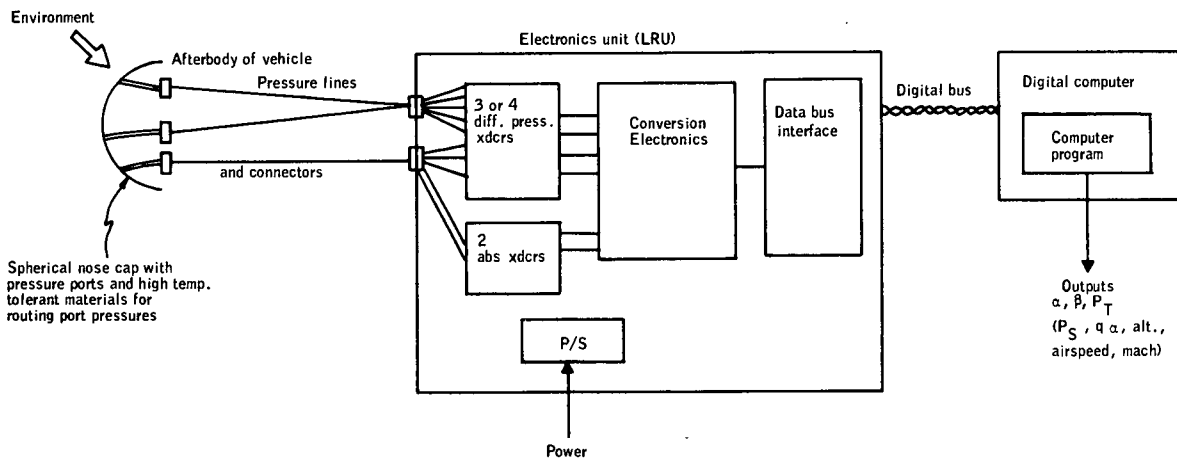 Environment
Afterbody of vehicle
Pressure lines
and connectors
Spherical nose cap with
pressure ports and high temp.
tolerant materials for
routing port pressures
Electronics unit (LRU)
3 or 4
diff. press.
xdcrs
2
abs xdcrs
Conversion
Electronics
Data bus
interface
P/S
Power
Digital bus
Digital computer
Computer
program
Outputs
α, β, P_T
(P_S , q α, alt.,
airspeed, mach)